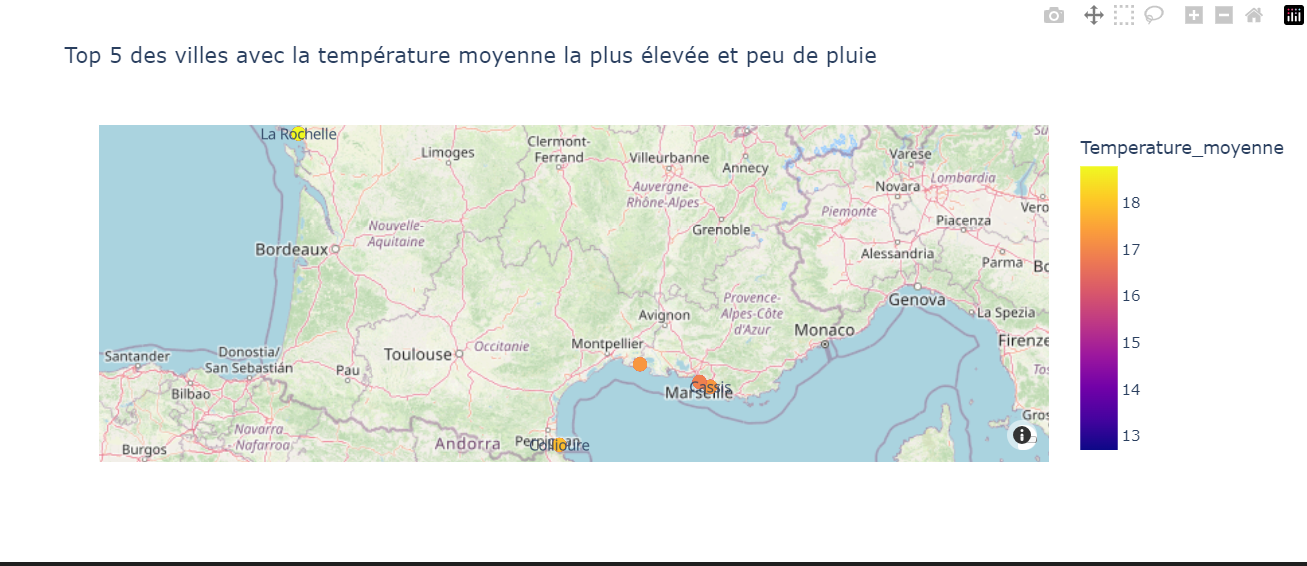 Top 5 des villes avec la température moyenne la plus élevée et peu de pluie
La Rochelle
Limoges
Clermont-
Ferrand
Villeurbanne
Annecy
Varese
Lombardia
Novara
Auvergne-
Rhône-Alpes
Piemonte
Piacenza
Nouvelle-
Aquitaine
Grenoble
Bordeaux
Alessandria
Parma
Provence-
Alpes-Côte
d'Azur
Genova
La Spezia
Avignon
Monaco
Firenze
Montpellier
Santander
Donostia/
San Sebastián
Toulouse
Occitanie
Pau
Bilbao
Cassis
Marseille
Navarra
Nafarroa
Andorra
Perpignan
Collioure
Burgos
Temperature_moyenne
18
17
16
15
14
13